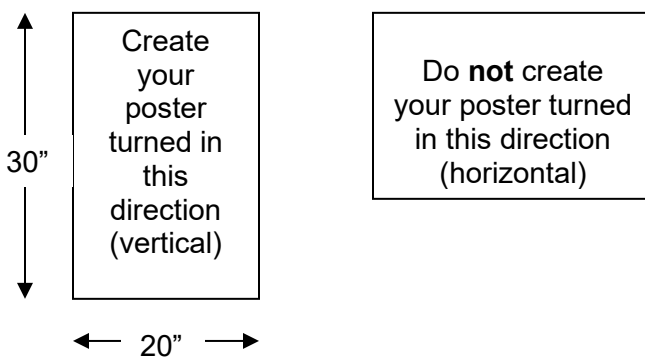 Create
your
poster
turned in
this
direction
(vertical)
30”
20”
Do not create
your poster turned
in this direction
(horizontal)